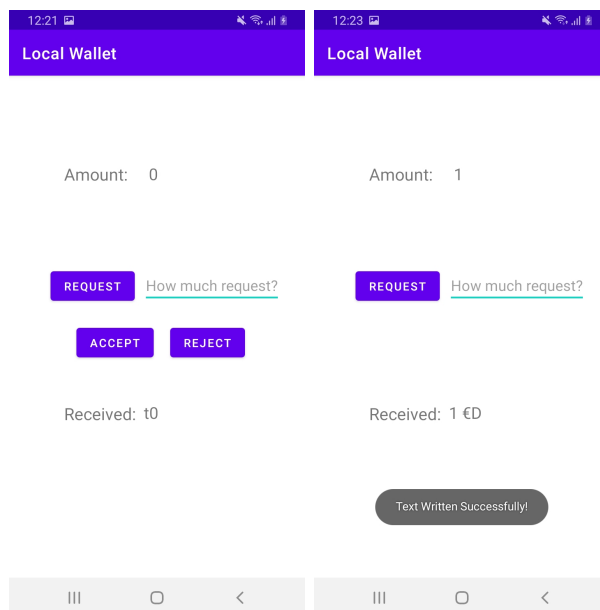 12:21
Local Wallet
Amount: 0
REQUEST How much request?
ACCEPT REJECT
Received: t0
12:23
Local Wallet
Amount: 1
REQUEST How much request?
Received: 1 €D
Text Written Successfully!